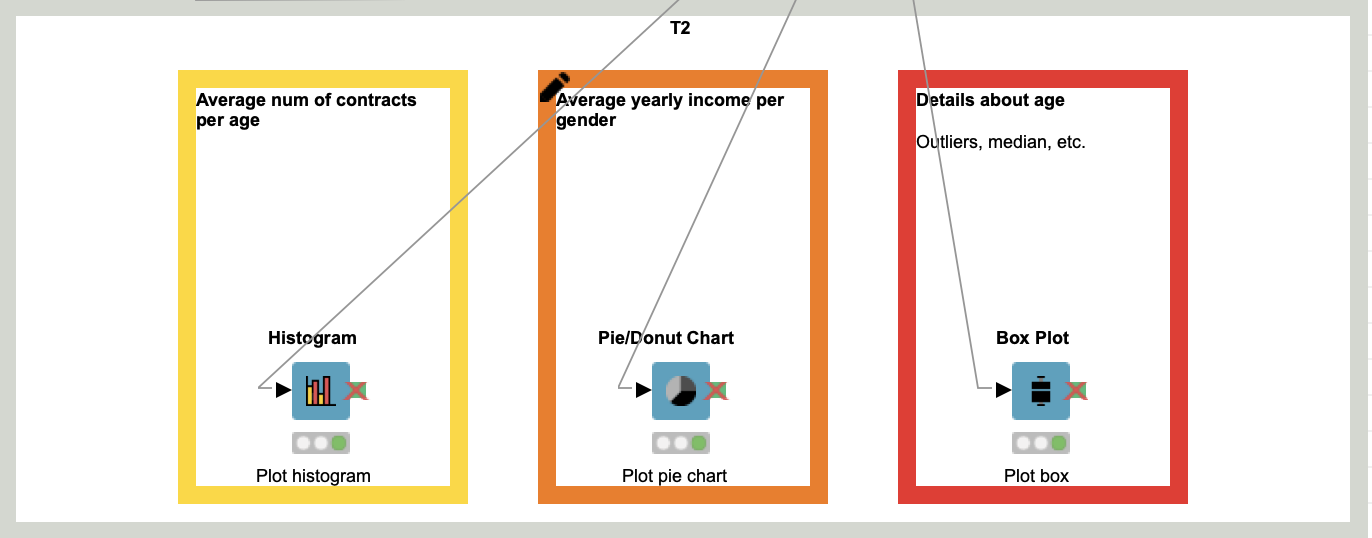 T2
Average num of contracts
per age
Histogram
Plot histogram
Average yearly income per
gender
Pie/Donut Chart
Plot pie chart
Details about age
Outliers, median, etc.
Box Plot
Plot box